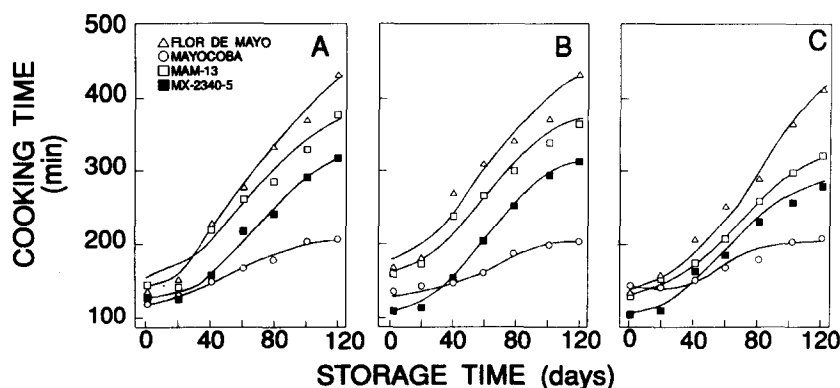 500
400
300
200
100
COOKING TIME
(min)
△ FLOR DE MAYO
○ MAYOCOBA
□ MAM-13
■ MX-2340-5
A
B
C
0 40 80 120
0 40 80 120
0 40 80 120
STORAGE TIME (days)